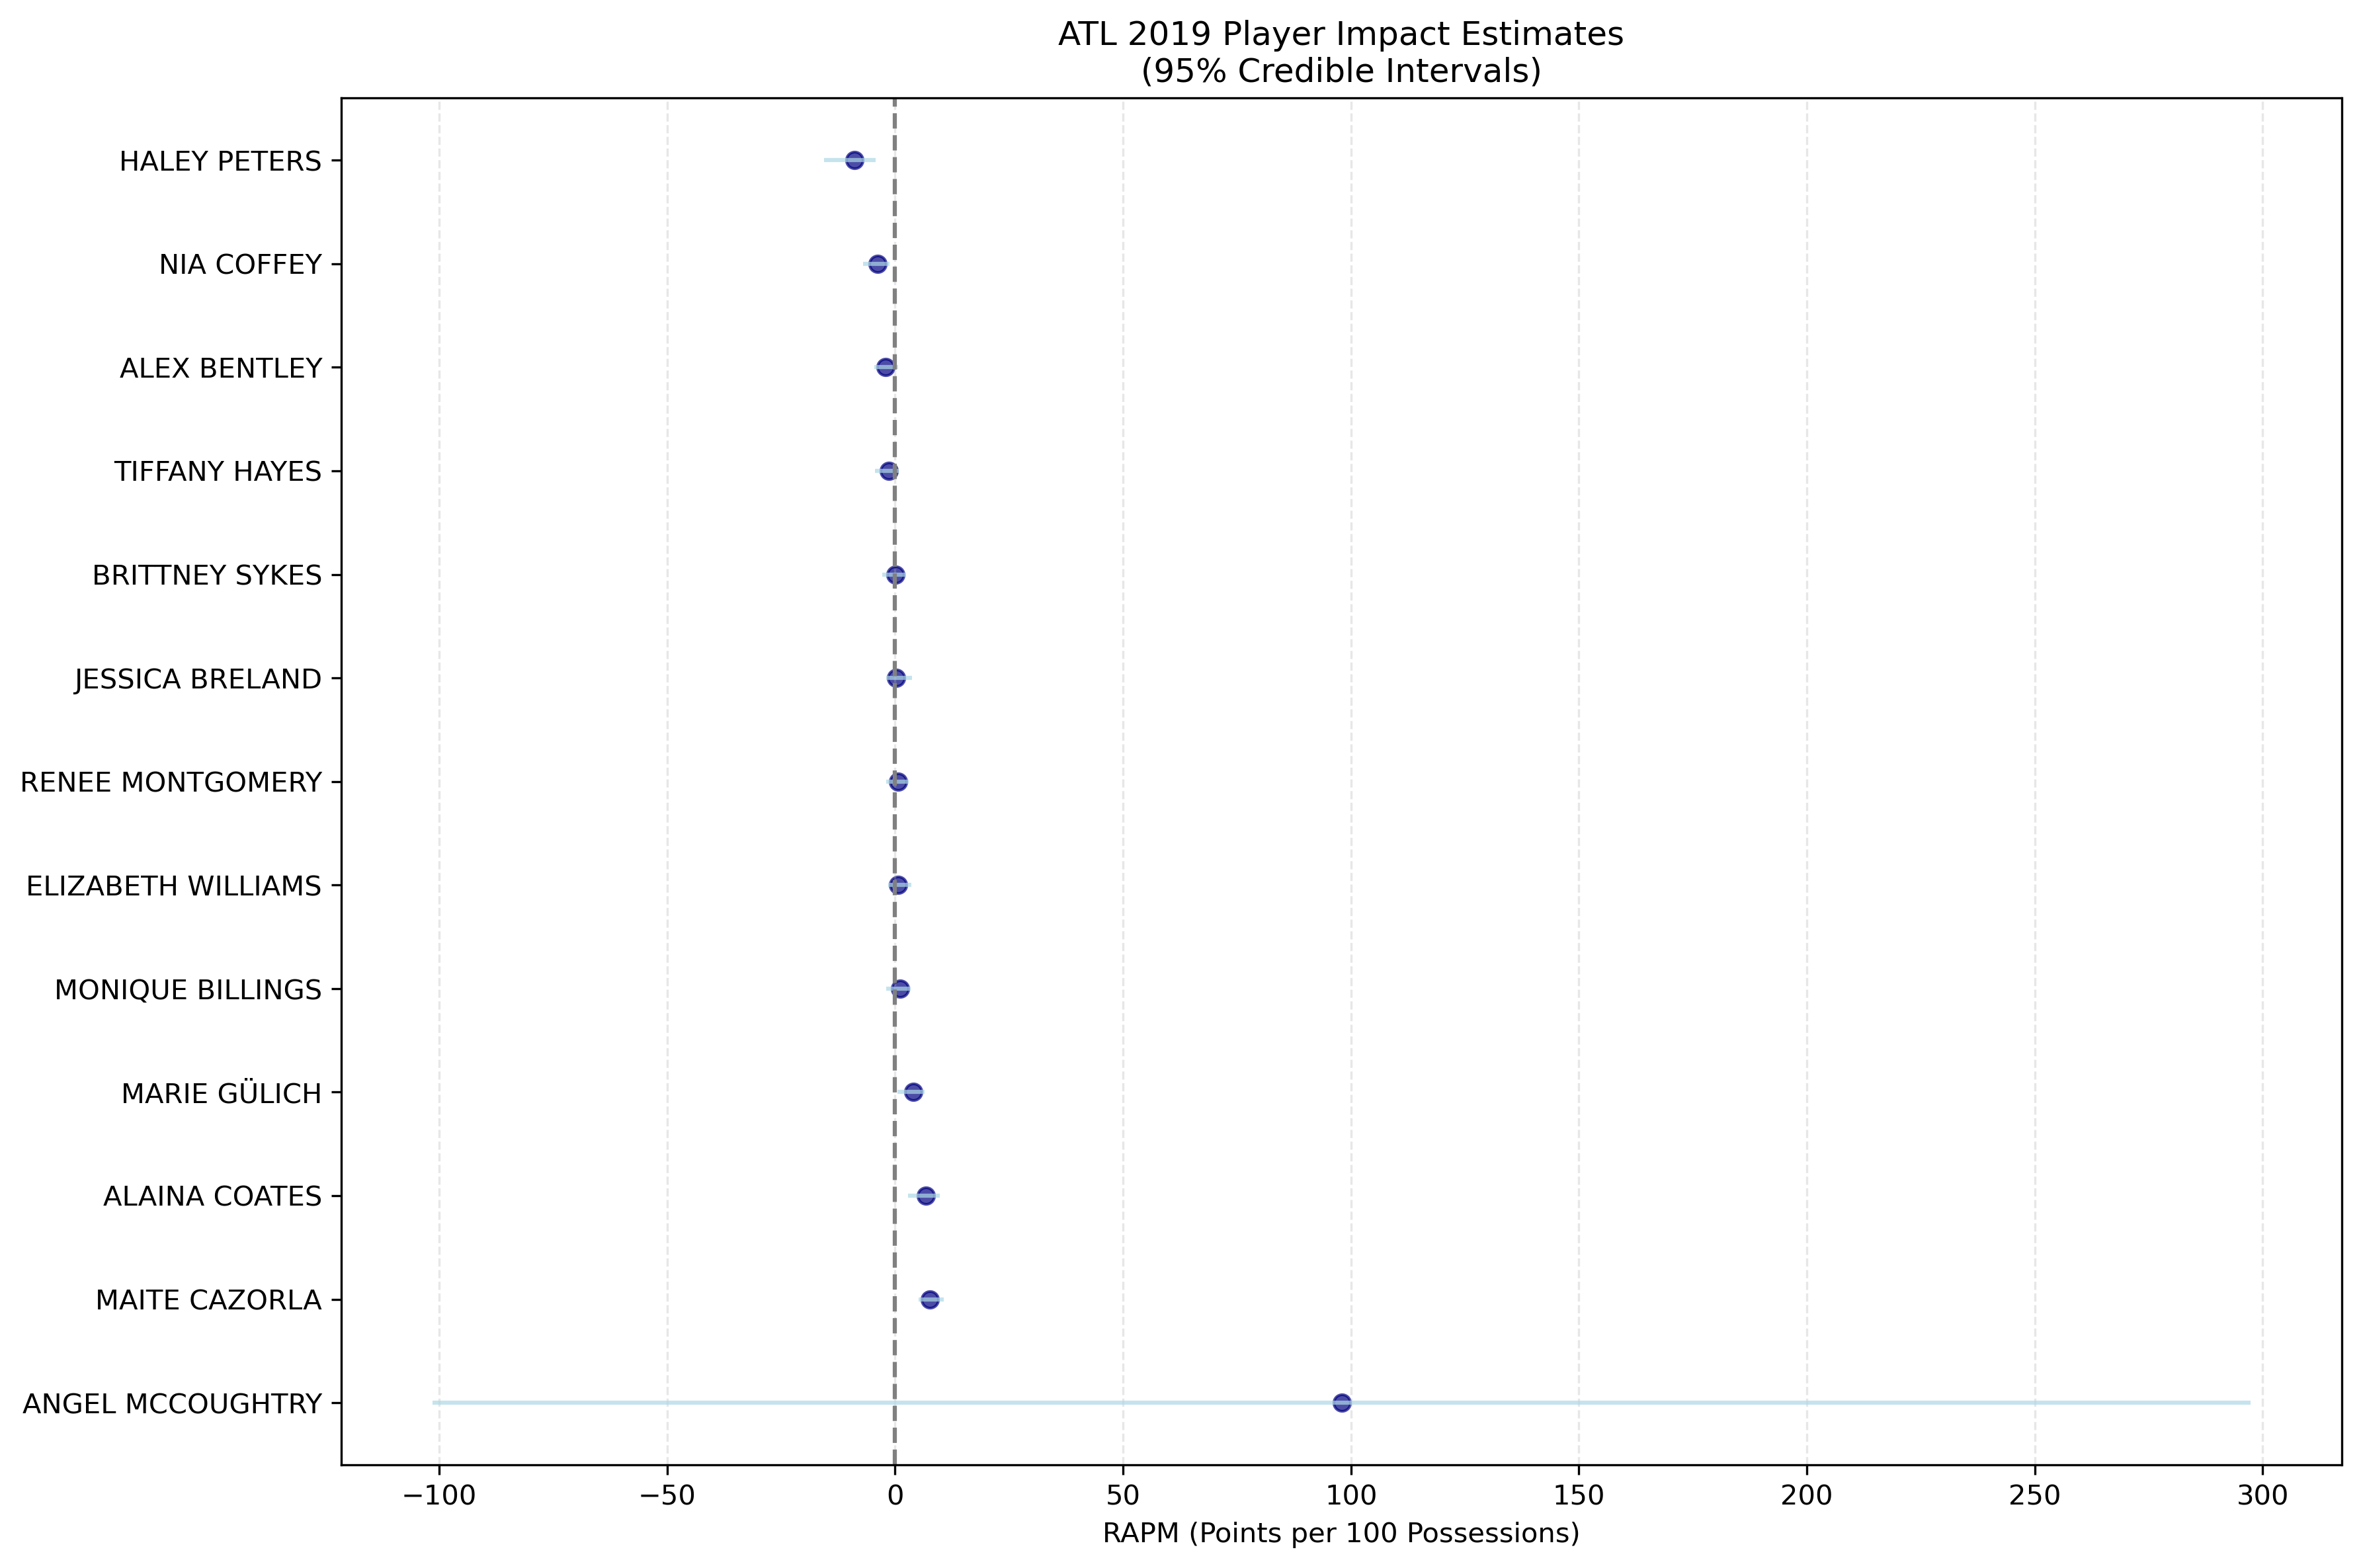 ATL 2019 Player Impact Estimates
(95% Credible Intervals)
HALEY PETERS
NIA COFFEY
ALEX BENTLEY
TIFFANY HAYES
BRITTNEY SYKES
JESSICA BRELAND
RENEE MONTGOMERY
ELIZABETH WILLIAMS
MONIQUE BILLINGS
MARIE GÜLICH
ALAINA COATES
MAITE CAZORLA
ANGEL MCCOUGHTRY
−100 −50 0 50 100 150 200 250 300
RAPM (Points per 100 Possessions)